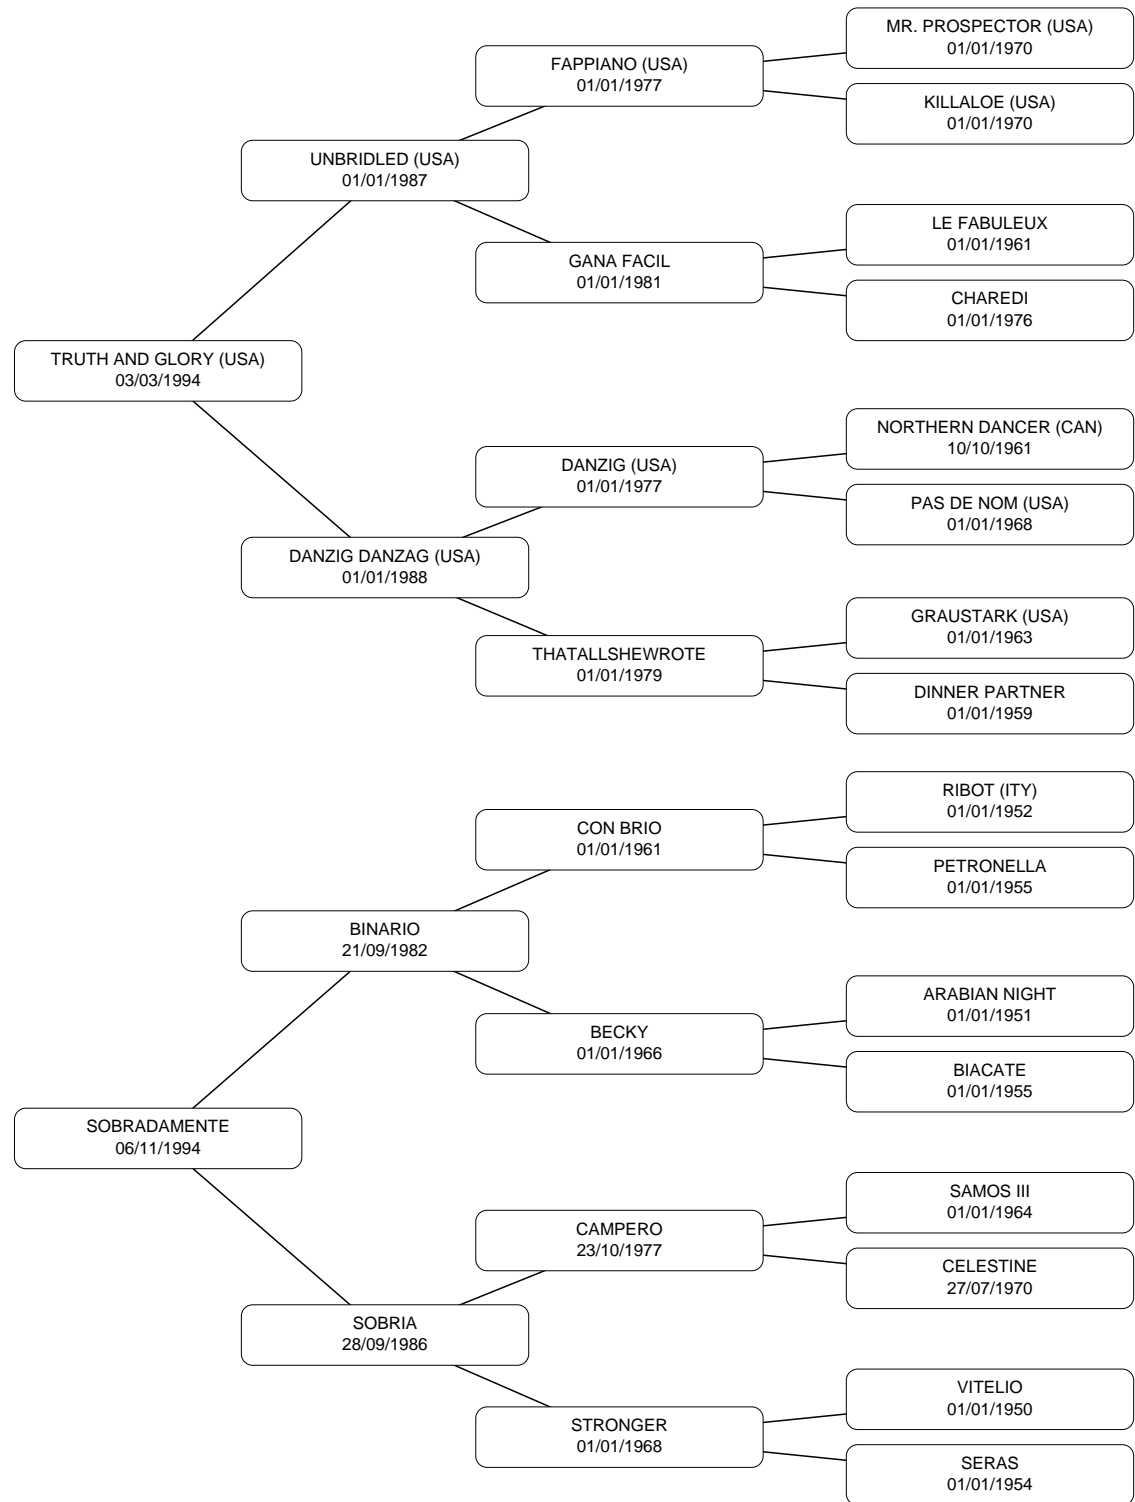 MR. PROSPECTOR (USA)
01/01/1970
FAPPIANO (USA)
01/01/1977
KILLALOE (USA)
01/01/1970
UNBRIDLED (USA)
01/01/1987
LE FABULEUX
01/01/1961
GANA FACIL
01/01/1981
CHAREDI
01/01/1976
TRUTH AND GLORY (USA)
03/03/1994
NORTHERN DANCER (CAN)
10/10/1961
DANZIG (USA)
01/01/1977
PAS DE NOM (USA)
01/01/1968
DANZIG DANZAG (USA)
01/01/1988
GRAUSTARK (USA)
01/01/1963
THATALLSHEWROTE
01/01/1979
DINNER PARTNER
01/01/1959
RIBOT (ITY)
01/01/1952
CON BRIO
01/01/1961
PETRONELLA
01/01/1955
BINARIO
21/09/1982
ARABIAN NIGHT
01/01/1951
BECKY
01/01/1966
BIACATE
01/01/1955
SOBRADAMENTE
06/11/1994
SAMOS III
01/01/1964
CAMPERO
23/10/1977
CELESTINE
27/07/1970
SOBRIA
28/09/1986
VITELIO
01/01/1950
STRONGER
01/01/1968
SERAS
01/01/1954